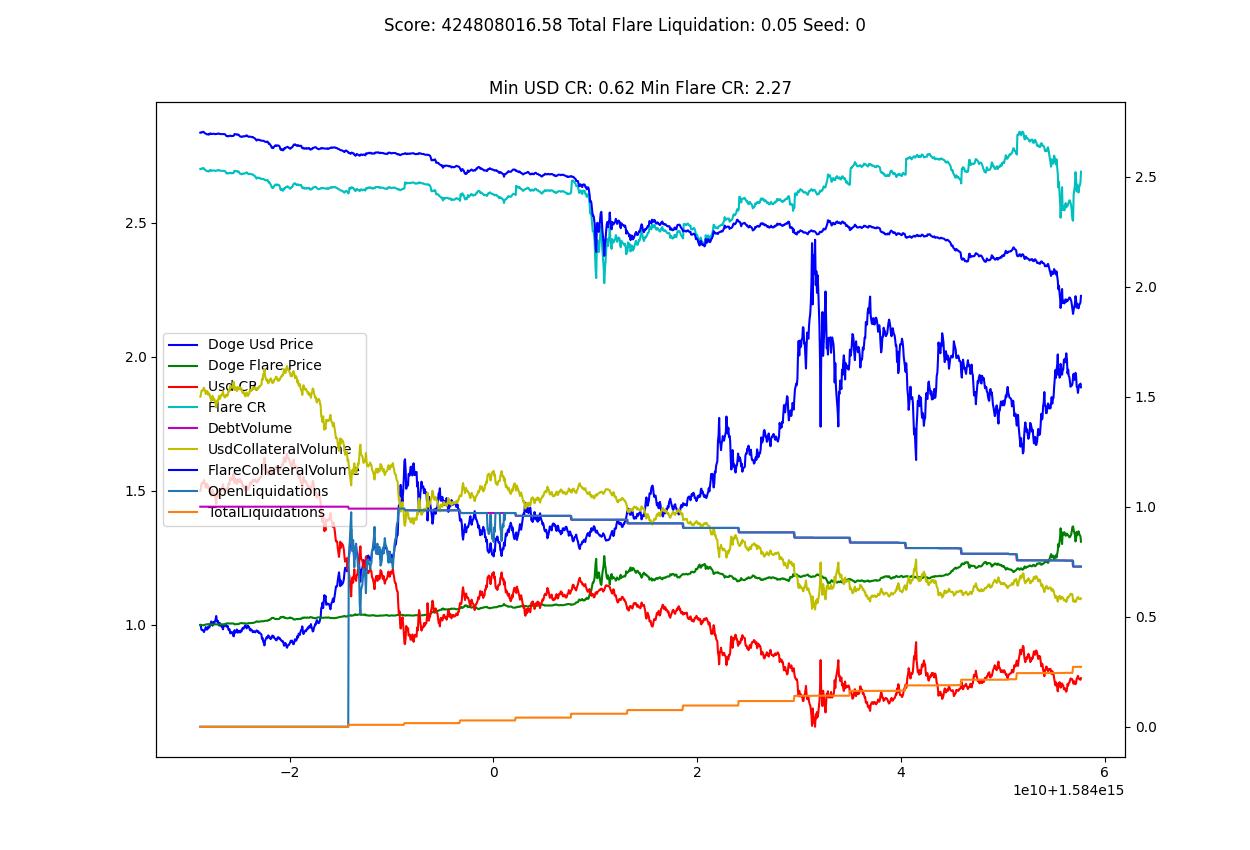 Score: 424808016.58 Total Flare Liquidation: 0.05 Seed: 0
Min USD CR: 0.62 Min Flare CR: 2.27
2.5
2.0
1.5
1.0
Doge Usd Price
Doge Flare Price
Usd CR
Flare CR
DebtVolume
UsdCollateralVolume
FlareCollateralVolume
OpenLiquidations
TotalLiquidations
2.5
2.0
1.5
1.0
0.5
0.0
−2
0
2
4
6
1e10+1.584e15